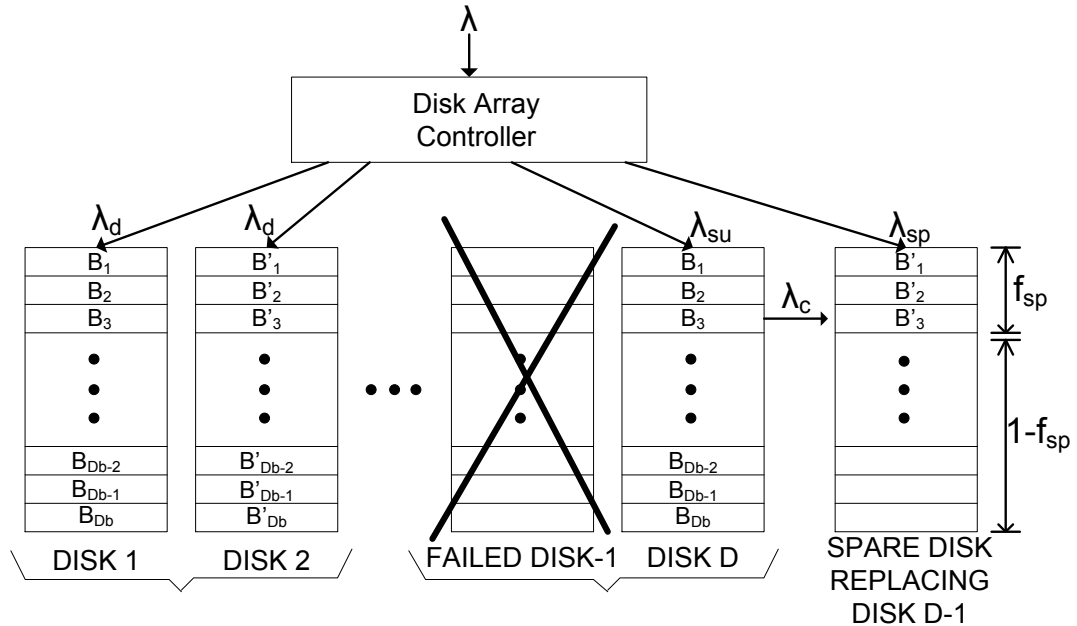 λ
Disk Array
Controller
λd λd λsu λsp
B1 B'1 B1 B'1
B2 B'2 B2 B'2
B3 B'3 B3 B'3
λc
fsp
1-fsp
BDb-2 B'Db-2 BDb-2
BDb-1 B'Db-1 BDb-1
BDb B'Db BDb
DISK 1 DISK 2 FAILED DISK-1 DISK D
SPARE DISK
REPLACING
DISK D-1